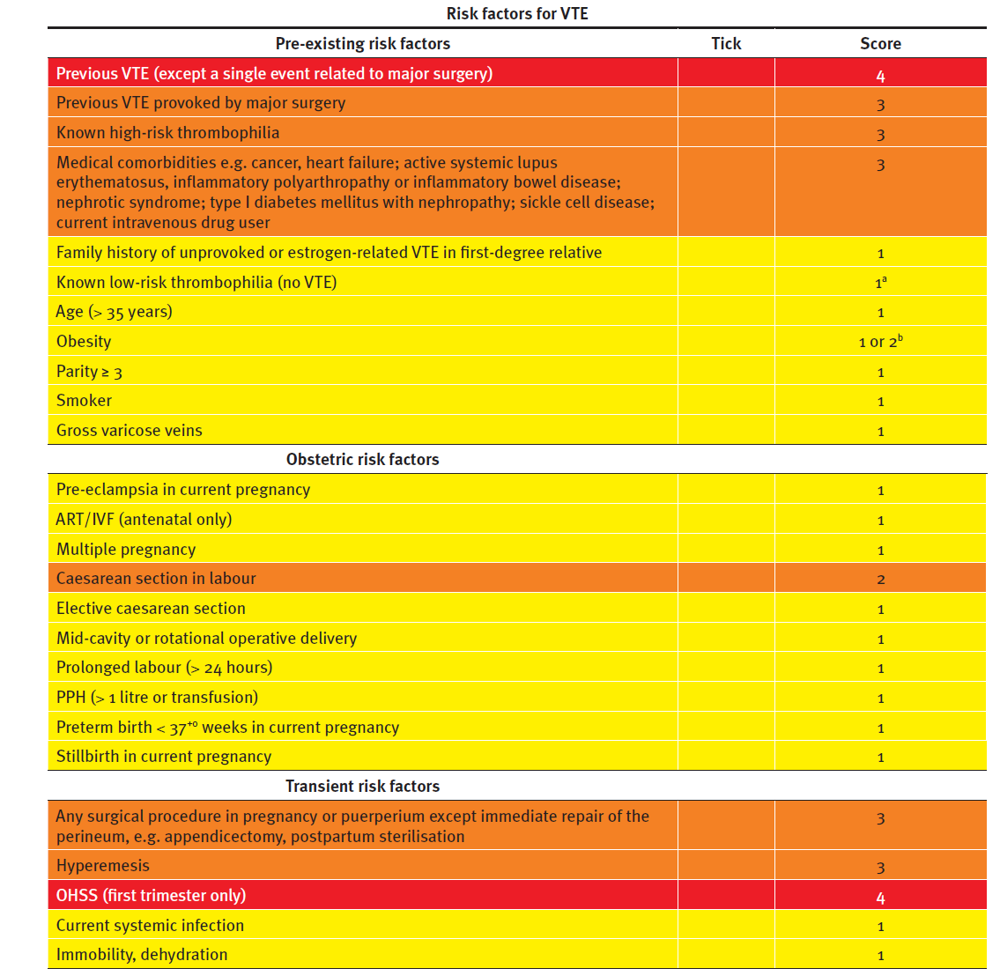 Risk factors for VTE
Pre-existing risk factors Tick Score
Previous VTE (except a single event related to major surgery) 4
Previous VTE provoked by major surgery 3
Known high-risk thrombophilia 3
Medical comorbidities e.g. cancer, heart failure; active systemic lupus 3
erythematosus, inflammatory polyarthropathy or inflammatory bowel disease;
nephrotic syndrome; type I diabetes mellitus with nephropathy; sickle cell disease;
current intravenous drug user
Family history of unprovoked or estrogen-related VTE in first-degree relative 1
Known low-risk thrombophilia (no VTE) 1ᵃ
Age (> 35 years) 1
Obesity 1 or 2ᵇ
Parity ≥ 3 1
Smoker 1
Gross varicose veins 1
Obstetric risk factors
Pre-eclampsia in current pregnancy 1
ART/IVF (antenatal only) 1
Multiple pregnancy 1
Caesarean section in labour 2
Elective caesarean section 1
Mid-cavity or rotational operative delivery 1
Prolonged labour (> 24 hours) 1
PPH (> 1 litre or transfusion) 1
Preterm birth < 37⁺⁰ weeks in current pregnancy 1
Stillbirth in current pregnancy 1
Transient risk factors
Any surgical procedure in pregnancy or puerperium except immediate repair of the 3
perineum, e.g. appendicectomy, postpartum sterilisation
Hyperemesis 3
OHSS (first trimester only) 4
Current systemic infection 1
Immobility, dehydration 1